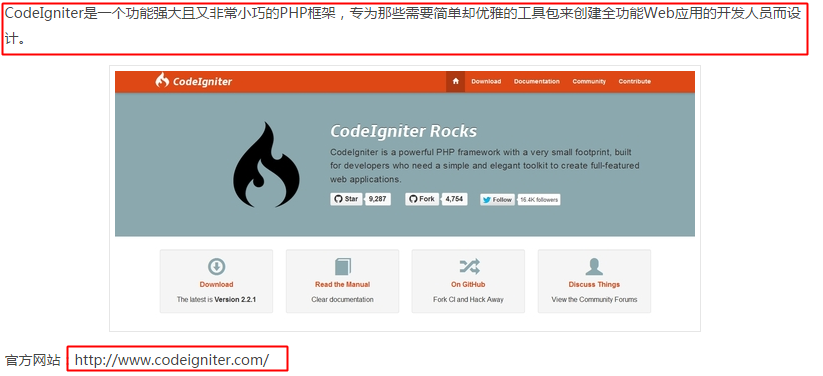 CodeIgniter是一个功能强大且又非常小巧的PHP框架，专为那些需要简单却优雅的工具包来创建全功能Web应用的开发人员而设
计。
CodeIgniter
Download
Documentation
Community
Contribute
CodeIgniter Rocks
CodeIgniter is a powerful PHP framework with a very small footprint, built
for developers who need a simple and elegant toolkit to create full-featured
web applications.
Star 9,287
Fork 4,754
Follow 16.4K followers
Download
The latest is Version 2.2.1
Read the Manual
Clear documentation
On GitHub
Fork CI and Hack Away
Discuss Things
View the Community Forums
官方网站：http://www.codeigniter.com/